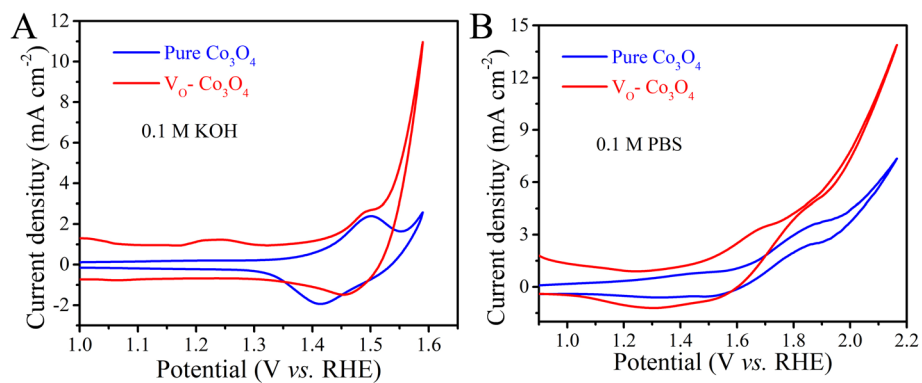 A
Current densituy (mA cm⁻²)
12
10
8
6
4
2
0
-2
Pure Co₃O₄
V_O- Co₃O₄
0.1 M KOH
1.0 1.1 1.2 1.3 1.4 1.5 1.6
Potential (V vs. RHE)
B
Current densituy (mA cm⁻²)
15
12
9
6
3
0
Pure Co₃O₄
V_O- Co₃O₄
0.1 M PBS
1.0 1.2 1.4 1.6 1.8 2.0 2.2
Potential (V vs. RHE)